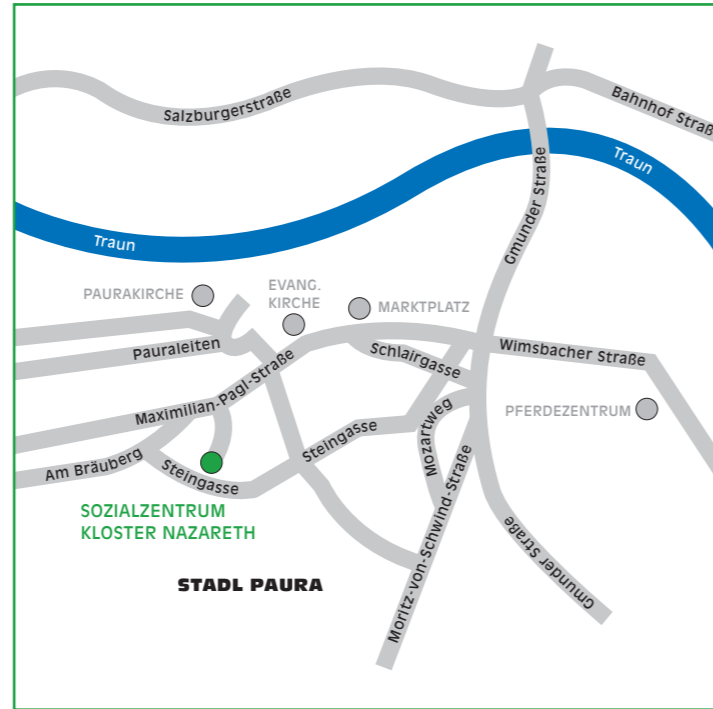 Salzburgerstraße
Bahnhof Straß
Traun
Traun
Gmunder Straße
PAURAKIRCHE
EVANG.
KIRCHE
MARKTPLATZ
Pauraleiten
Schlairgasse
Wimsbacher Straße
Maximilian-Pagl-Straße
PFERDEZENTRUM
Mozartweg
Steingasse
Am Bräuberg
Steingasse
SOZIALZENTRUM
KLOSTER NAZARETH
Moritz-von-schwind-Straße
Gmunder Straße
STADL PAURA